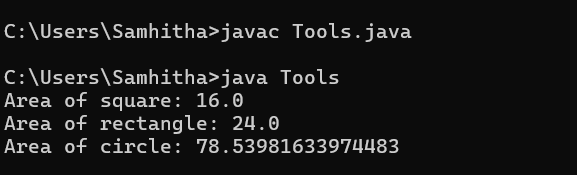 C:\Users\Samhitha>javac Tools.java
C:\Users\Samhitha>java Tools
Area of square: 16.0
Area of rectangle: 24.0
Area of circle: 78.53981633974483